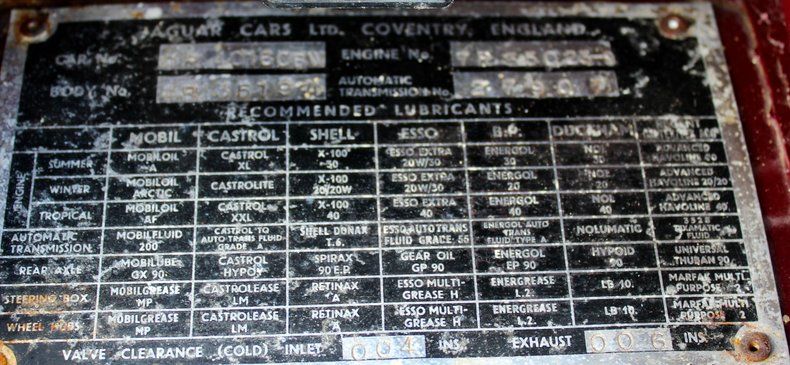 JAGUAR CARS LTD. COVENTRY, ENGLAND.
CAR No. ENGINE No.
BODY No. AUTOMATIC TRANSMISSION No.
RECOMMENDED LUBRICANTS
MOBIL CASTROL SHELL ESSO B.P. DUCKHAM
ENGINE
SUMMER MOBILOIL A CASTROL XL X-100 30 ESSO EXTRA 20W/30 ENERGOL 30 NOL 30 ADVANCED HAVOLINE 30
WINTER MOBILOIL ARCTIC CASTROLITE X-100 20/20W ESSO EXTRA 20W/30 ENERGOL 20 NOL 20 ADVANCED HAVOLINE 20/20
TROPICAL MOBILOIL AF CASTROL XXL X-100 40 ESSO EXTRA 40 ENERGOL 40 NOL 40 ADVANCED HAVOLINE 40
AUTOMATIC TRANSMISSION MOBILFLUID 200 CASTROL TQ AUTO TRANS FLUID GRADE 'A' SHELL DONAX T.6. ESSO AUTO TRANS FLUID GRADE 55 ENERGOL AUTO TRANS FLUID TYPE A NOLUMATIC 3528 TEXAMATIC FLUID
REAR AXLE MOBILUBE GX 90 CASTROL HYPOY SPIRAX 90 E.P. GEAR OIL GP 90 ENERGOL EP 90 HYPOID 90 UNIVERSAL THUBAN 90
STEERING BOX MOBILGREASE MP CASTROLEASE LM RETINAX A ESSO MULTI-GREASE H ENERGREASE L.2. LB 10. MARFAK MULTI PURPOSE 2
WHEEL HUBS MOBILGREASE MP CASTROLEASE LM RETINAX A ESSO MULTI-GREASE H ENERGREASE L.2. LB 10. MARFAK MULTI PURPOSE 2
VALVE CLEARANCE (COLD) INLET 004 INS. EXHAUST 006 INS.